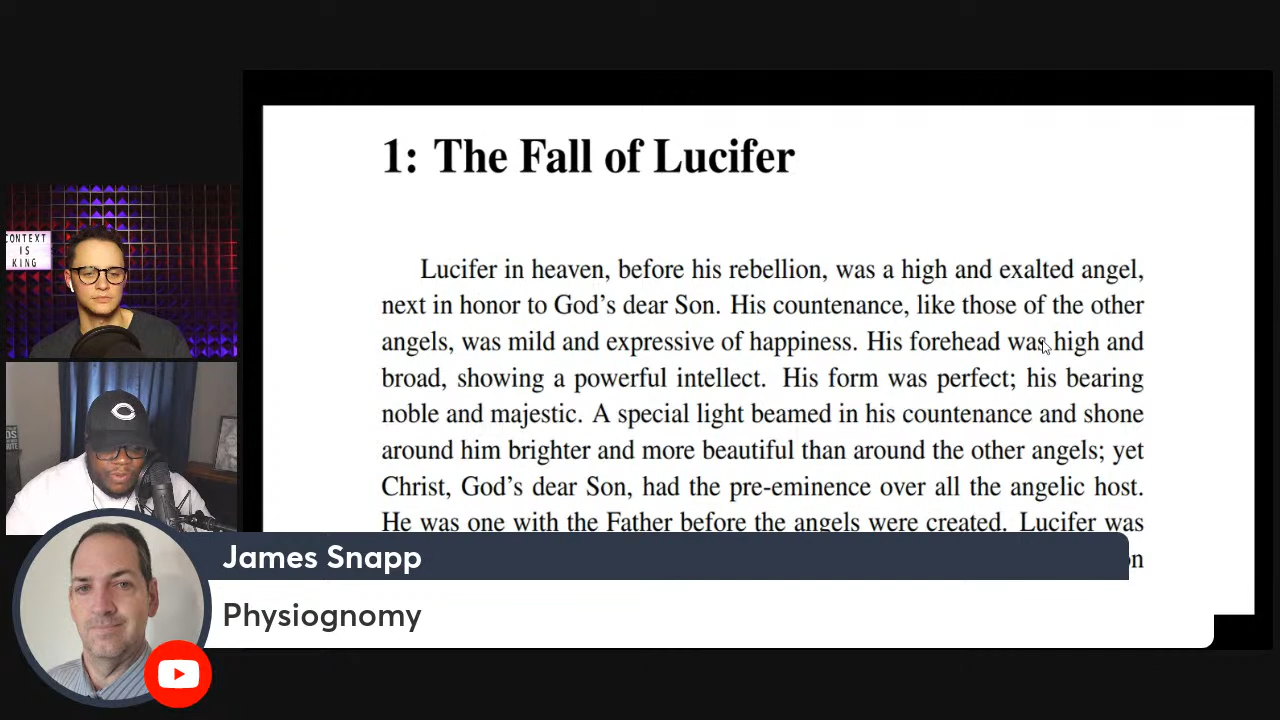 1: The Fall of Lucifer
CONTEXT
IS
KING
Lucifer in heaven, before his rebellion, was a high and exalted angel,
next in honor to God's dear Son. His countenance, like those of the other
angels, was mild and expressive of happiness. His forehead was high and
broad, showing a powerful intellect. His form was perfect; his bearing
noble and majestic. A special light beamed in his countenance and shone
around him brighter and more beautiful than around the other angels; yet
Christ, God's dear Son, had the pre-eminence over all the angelic host.
He was one with the Father before the angels were created. Lucifer was
James Snapp
Physiognomy